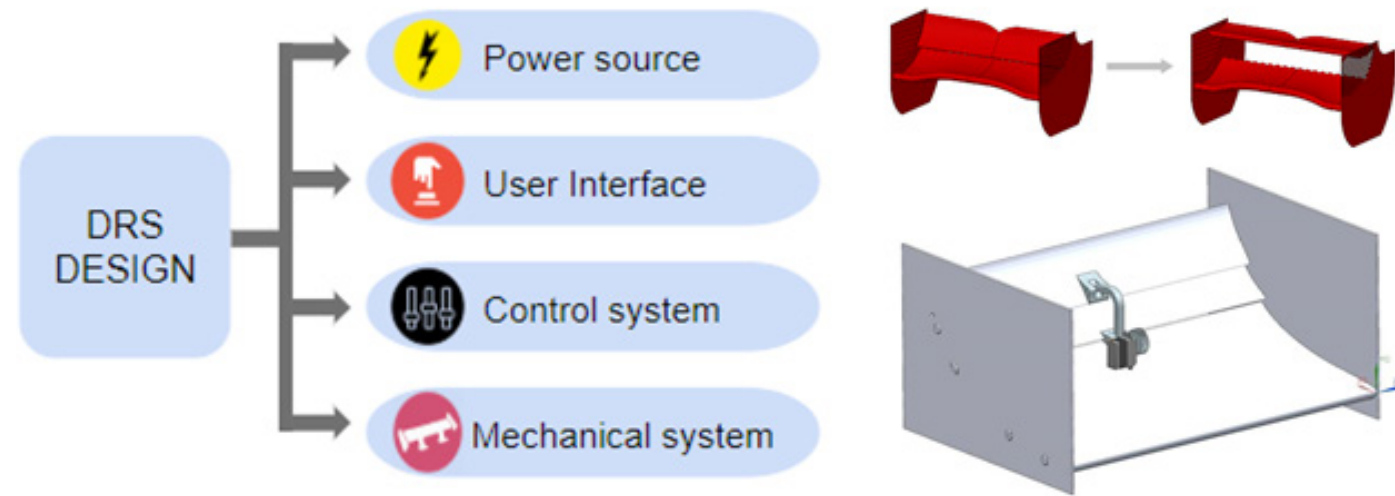 DRS
DESIGN
Power source
User Interface
Control system
Mechanical system